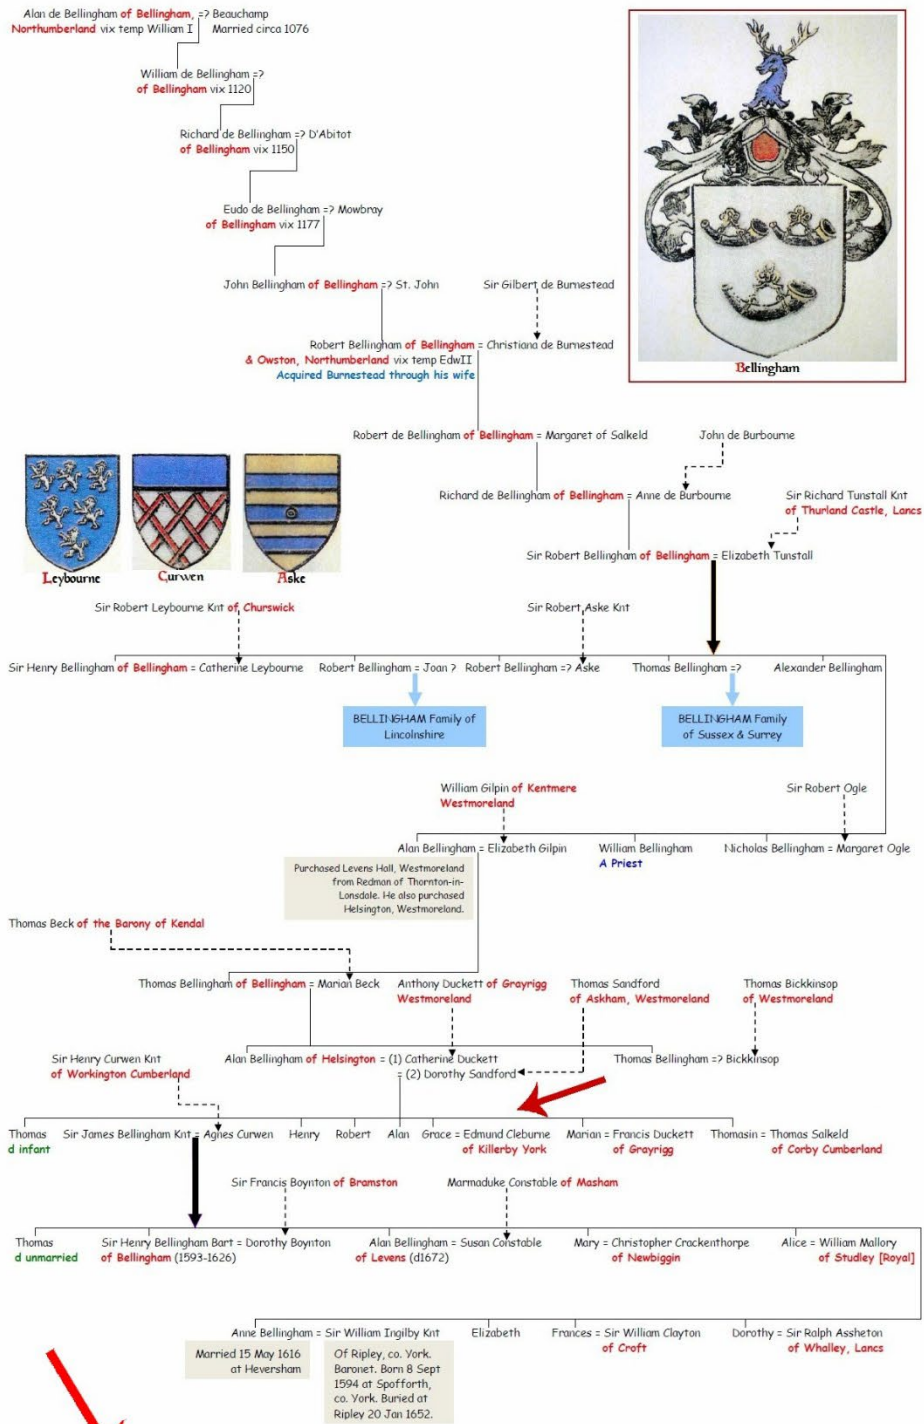 Alan de Bellingham of Bellingham, =? Beauchamp
Northumberland vix temp William I Married circa 1076
William de Bellingham =?
of Bellingham vix 1120
Richard de Bellingham =? D'Abitot
of Bellingham vix 1150
Eudo de Bellingham =? Mowbray
of Bellingham vix 1177
John Bellingham of Bellingham =? St. John
Sir Gilbert de Burnestead
Robert Bellingham of Bellingham = Christiana de Burnestead
& Owston, Northumberland vix temp EdwII
Acquired Burnestead through his wife
Bellingham
Robert de Bellingham of Bellingham = Margaret of Salkeld
John de Burbourne
Richard de Bellingham of Bellingham = Anne de Burbourne
Sir Richard Tunstall Knt
of Thurland Castle, Lancs
Sir Robert Bellingham of Bellingham = Elizabeth Tunstall
Leybourne
Curwen
Aske
Sir Robert Leybourne Knt of Churswick
Sir Robert Aske Knt
Sir Henry Bellingham of Bellingham = Catherine Leybourne
Robert Bellingham = Joan ?
Robert Bellingham =? Aske
Thomas Bellingham =?
Alexander Bellingham
BELLINGHAM Family of
Lincolnshire
BELLINGHAM Family
of Sussex & Surrey
William Gilpin of Kentmere
Westmoreland
Sir Robert Ogle
Alan Bellingham = Elizabeth Gilpin
William Bellingham
A Priest
Nicholas Bellingham = Margaret Ogle
Purchased Levens Hall, Westmoreland
from Redman of Thornton-in-
Lonsdale. He also purchased
Helsington, Westmoreland.
Thomas Beck of the Barony of Kendal
Thomas Bellingham of Bellingham = Marian Beck
Anthony Duckett of Grayrigg
Westmoreland
Thomas Sandford
of Askham, Westmoreland
Thomas Bickkinsop
of Westmoreland
Sir Henry Curwen Knt
of Workington Cumberland
Alan Bellingham of Helsington = (1) Catherine Duckett
= (2) Dorothy Sandford
Thomas Bellingham =? Bickkinsop
Thomas
d infant
Sir James Bellingham Knt = Agnes Curwen
Henry
Robert
Alan
Grace = Edmund Cleburne
of Killerby York
Marian = Francis Duckett
of Grayrigg
Thomasin = Thomas Salkeld
of Corby Cumberland
Sir Francis Boynton of Bramston
Marmaduke Constable of Masham
Thomas
d unmarried
Sir Henry Bellingham Bart = Dorothy Boynton
of Bellingham (1593-1626)
Alan Bellingham = Susan Constable
of Levens (d1672)
Mary = Christopher Crackenthorpe
of Newbiggin
Alice = William Mallory
of Studley [Royal]
Anne Bellingham = Sir William Ingilby Knt
Elizabeth
Frances = Sir William Clayton
of Croft
Dorothy = Sir Ralph Assheton
of Whalley, Lancs
Married 15 May 1616
at Heversham
Of Ripley, co. York.
Baronet. Born 8 Sept
1594 at Spofforth,
co. York. Buried at
Ripley 20 Jan 1652.